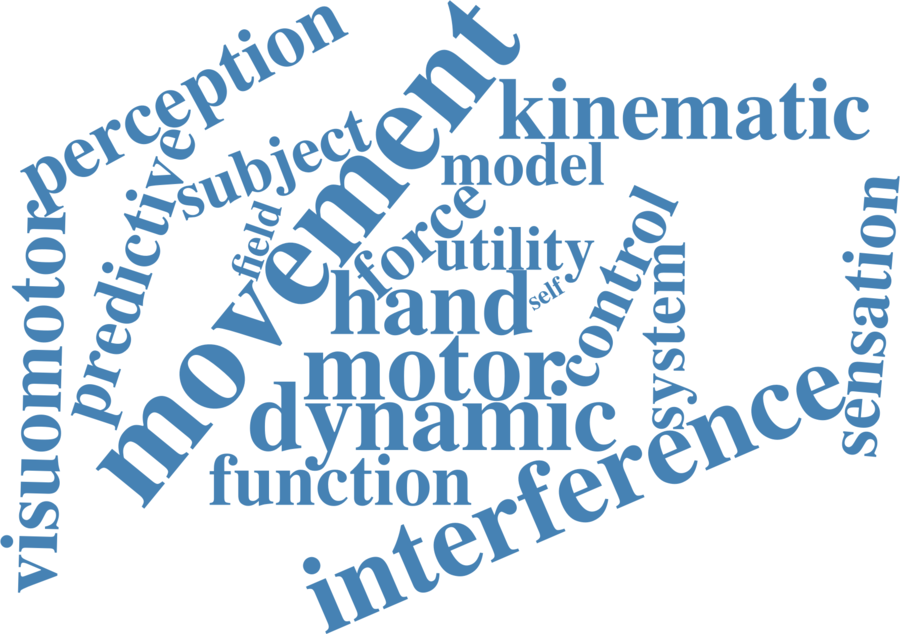 perception
movement
kinematic
subject
model
predictive
field
force
utility
control
sensation
visuomotor
hand
self
system
motor
dynamic
interference
function